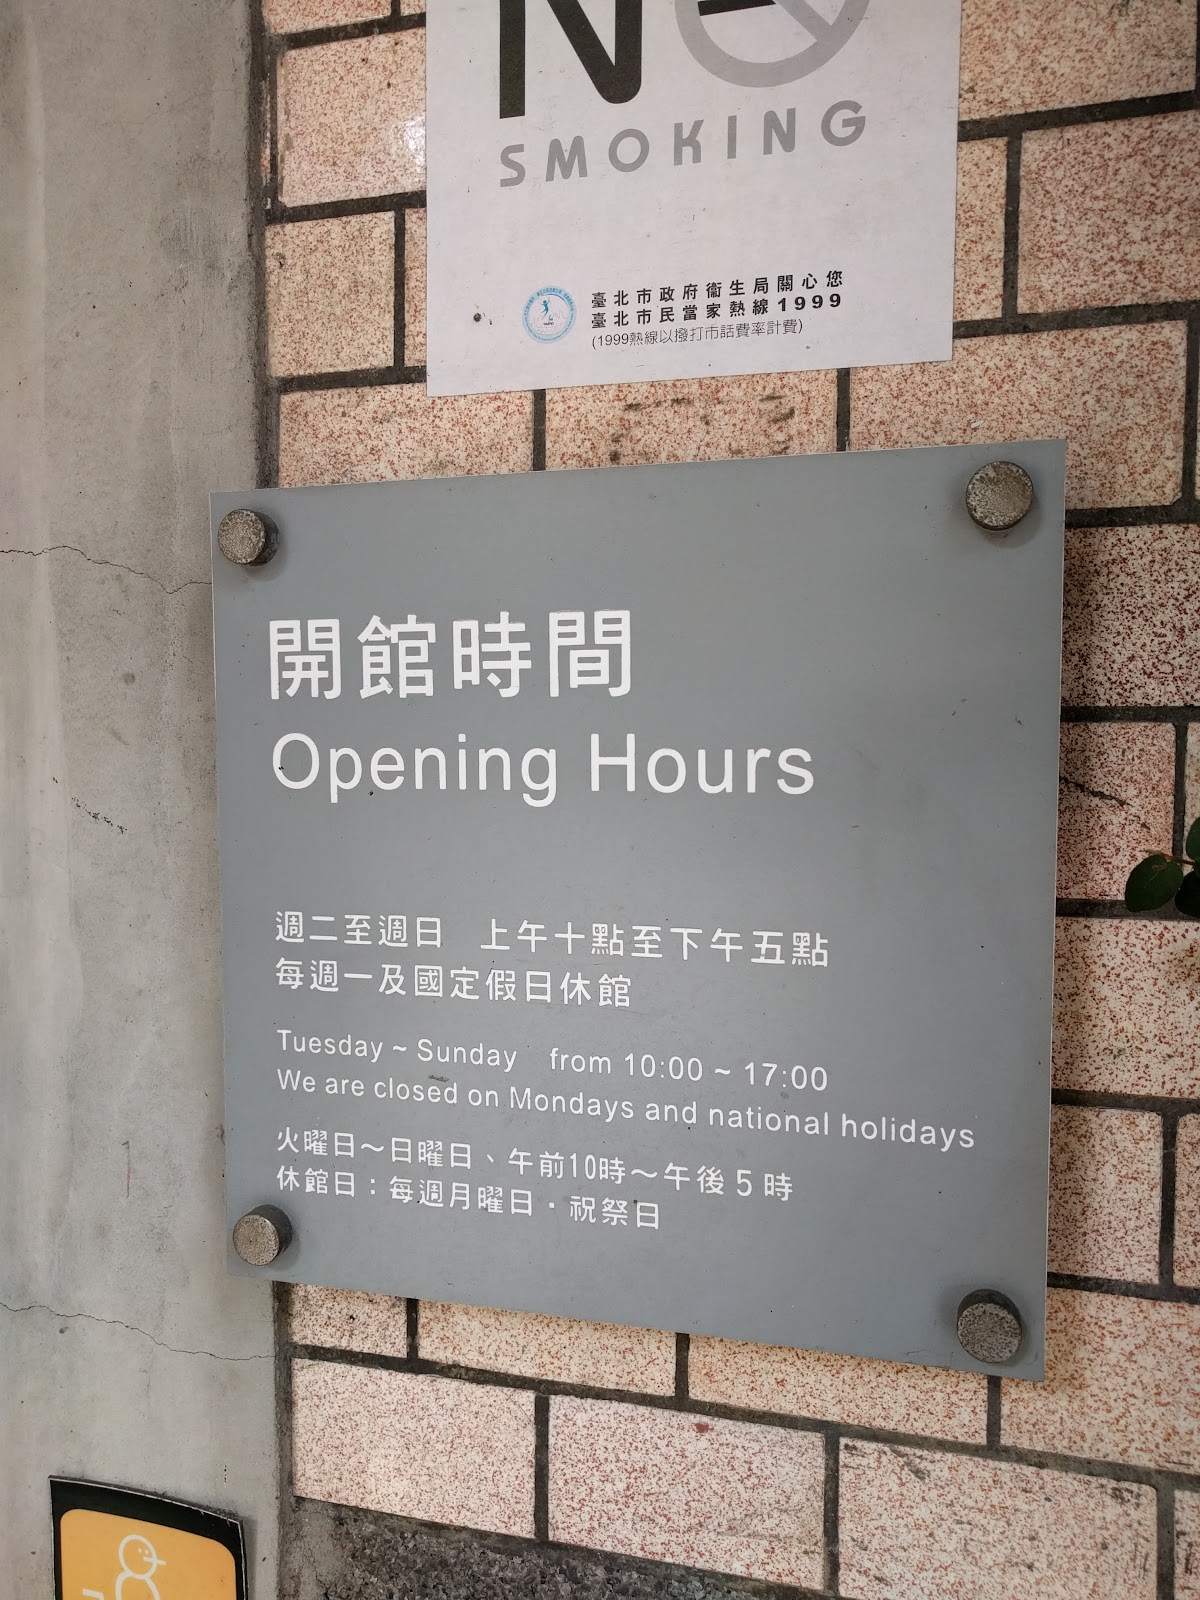 NO
SMOKING
臺北市政府衞生局關心您
臺北市民當家熱線1999
(1999熱線以撥打市話費率計費)
開館時間
Opening Hours
週二至週日 上午十點至下午五點
每週一及國定假日休館
Tuesday ~ Sunday from 10:00 ~ 17:00
We are closed on Mondays and national holidays
火曜日～日曜日、午前10時～午後5時
休館日：每週月曜日・祝祭日